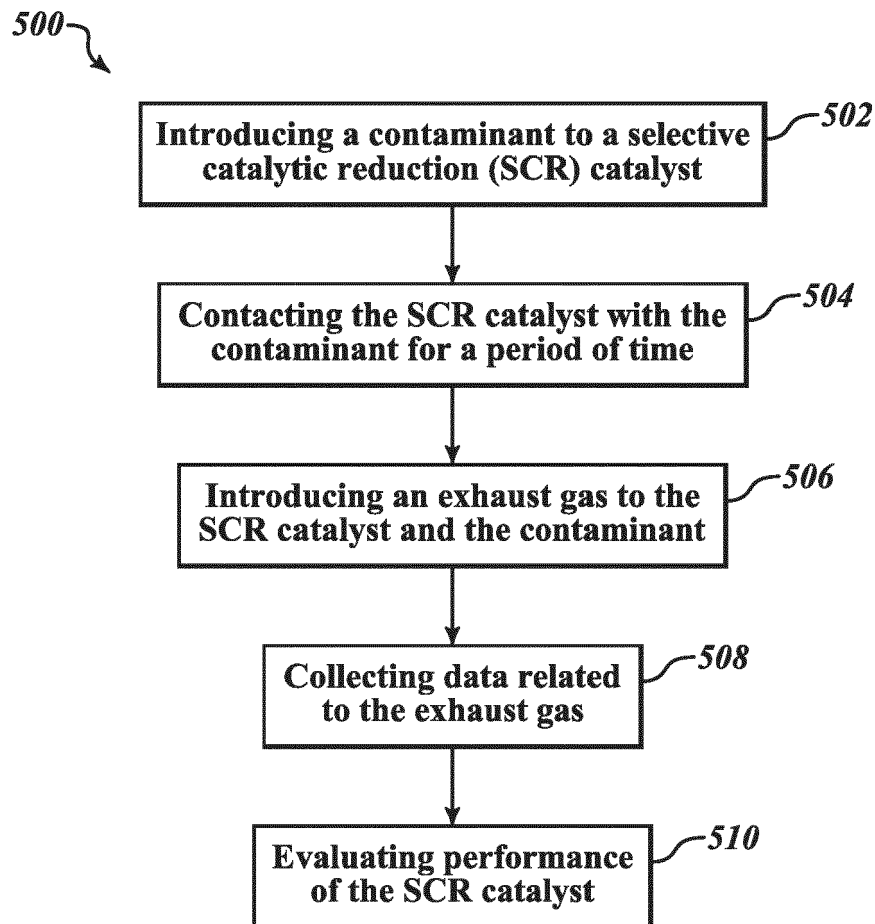 500
Introducing a contaminant to a selective
catalytic reduction (SCR) catalyst
502
Contacting the SCR catalyst with the
contaminant for a period of time
504
Introducing an exhaust gas to the
SCR catalyst and the contaminant
506
Collecting data related
to the exhaust gas
508
Evaluating performance
of the SCR catalyst
510